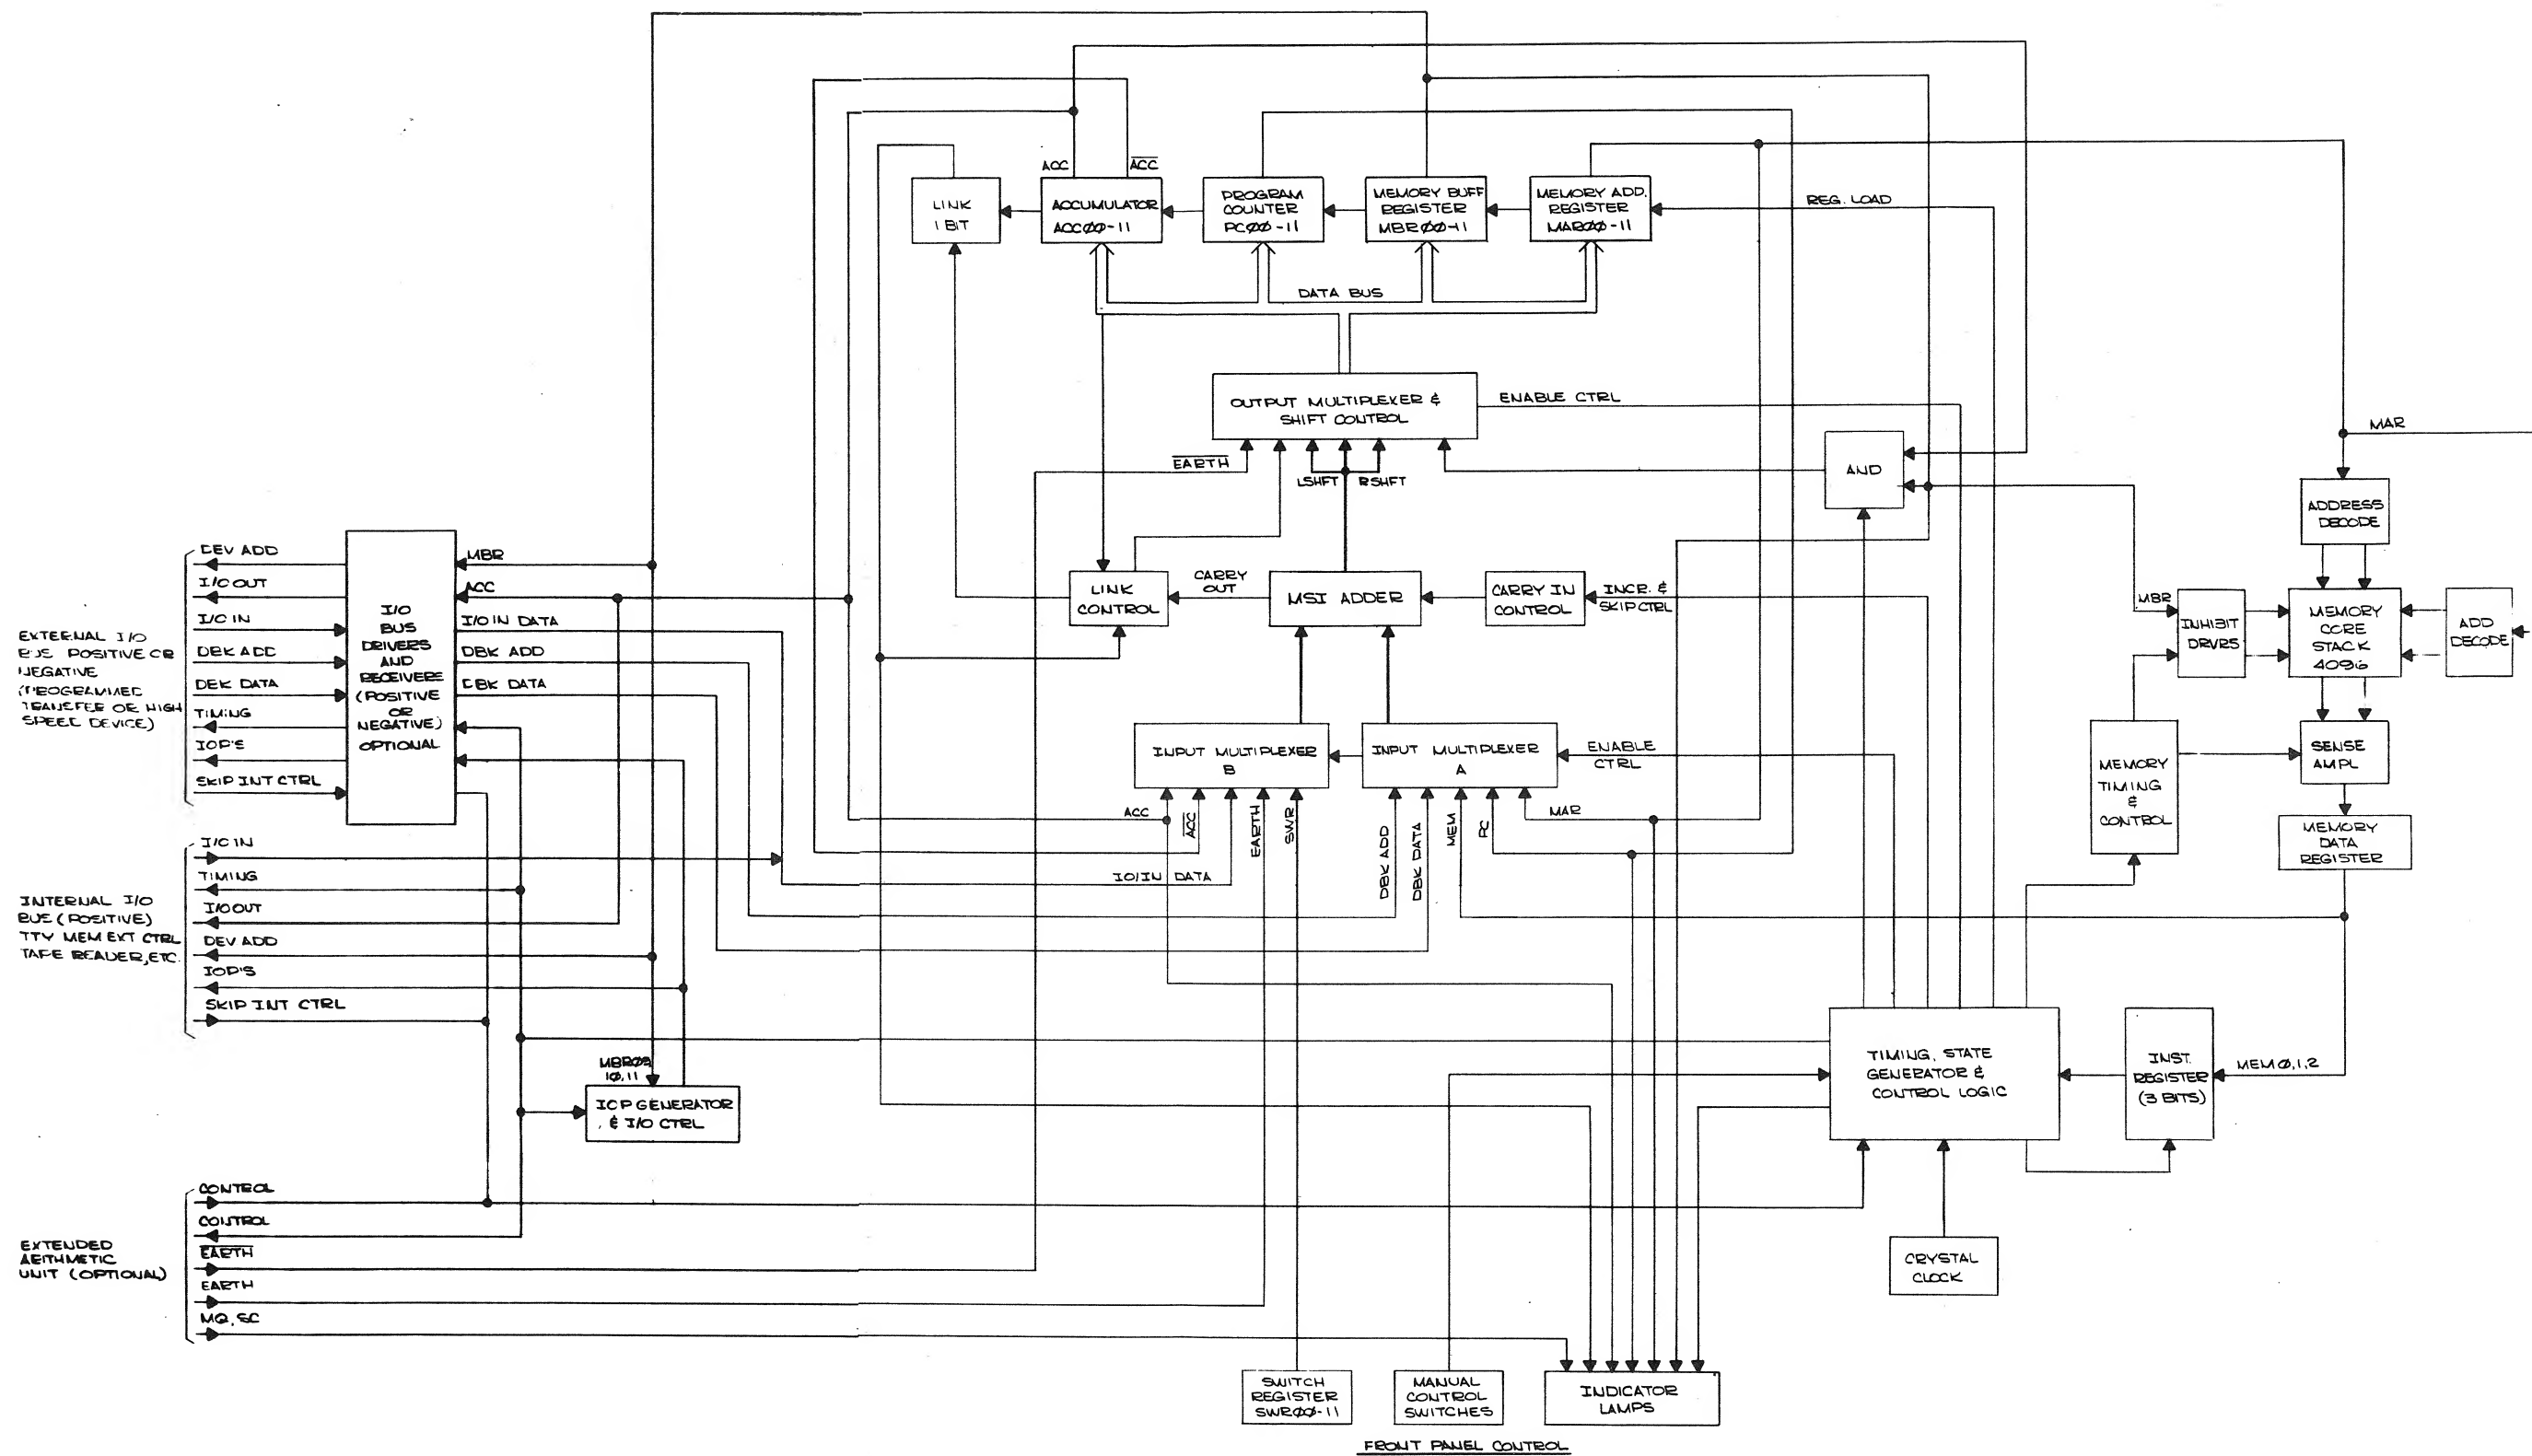 ACC
ACC
LINK
1 BIT
ACCUMULATOR
ACC00-11
PROGRAM
COUNTER
PC00-11
MEMORY BUFF
REGISTER
MBR00-11
MEMORY ADD.
REGISTER
MAR00-11
REG. LOAD
DATA BUS
OUTPUT MULTIPLEXER &
SHIFT CONTROL
ENABLE CTRL
MAR
EARTH
LSHFT
RSHFT
AND
ADDRESS
DECODE
LINK
CONTROL
CARRY
OUT
MSI ADDER
CARRY IN
CONTROL
INCR. &
SKIP CTRL
MBR
INHIBIT
DRVRS
MEMORY
CORE
STACK
4096
ADD
DECODE
EXTERNAL I/O
BUS POSITIVE OR
NEGATIVE
(PROGRAMMED
TRANSFER OR HIGH
SPEED DEVICE)
DEV ADD
I/O OUT
I/O IN
DBK ADD
DBK DATA
TIMING
IOP'S
SKIP INT CTRL
I/O
BUS
DRIVERS
AND
RECEIVERS
(POSITIVE
OR
NEGATIVE)
OPTIONAL
MBR
ACC
I/O IN DATA
DBK ADD
DBK DATA
INPUT MULTIPLEXER
B
INPUT MULTIPLEXER
A
ENABLE
CTRL
MEMORY
TIMING
&
CONTROL
SENSE
AMPL
MEMORY
DATA
REGISTER
ACC
ACC
IO/IN DATA
EARTH
SWR
DBK ADD
DBK DATA
MEM
PC
MAR
INTERNAL I/O
BUS (POSITIVE)
TTY MEM EXT CTRL
TAPE READER, ETC.
I/O IN
TIMING
I/O OUT
DEV ADD
IOP'S
SKIP INT CTRL
MBR09,
10,11
IOP GENERATOR
& I/O CTRL
TIMING, STATE
GENERATOR &
CONTROL LOGIC
INST.
REGISTER
(3 BITS)
MEM 0,1,2
CRYSTAL
CLOCK
EXTENDED
ARITHMETIC
UNIT (OPTIONAL)
CONTROL
CONTROL
EARTH
EARTH
MQ, SC
SWITCH
REGISTER
SWR00-11
MANUAL
CONTROL
SWITCHES
INDICATOR
LAMPS
FRONT PANEL CONTROL